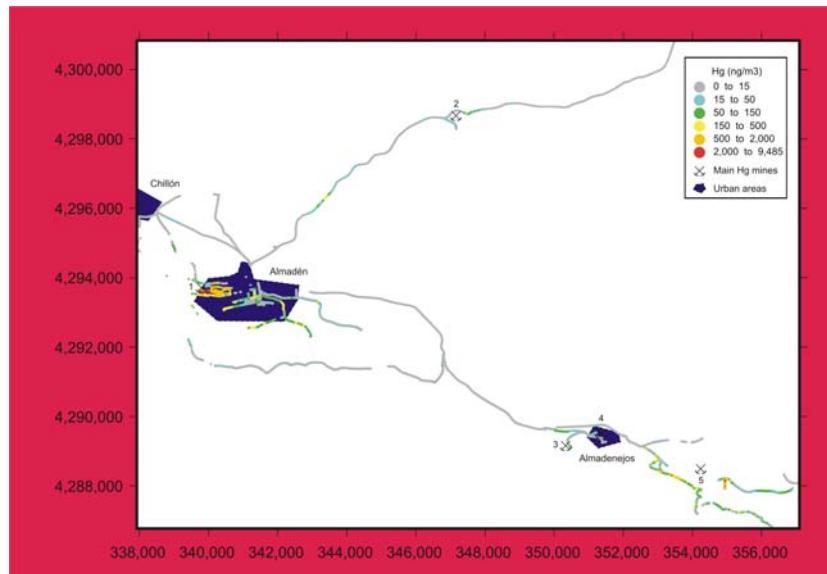 4,300,000
4,298,000
4,296,000
4,294,000
4,292,000
4,290,000
4,288,000
338,000 340,000 342,000 344,000 346,000 348,000 350,000 352,000 354,000 356,000
Hg (ng/m3)
0 to 15
15 to 50
50 to 150
150 to 500
500 to 2,000
2,000 to 9,485
Main Hg mines
Urban areas
2
Chillón
Almadén
1
4
3
Almadenejos
5